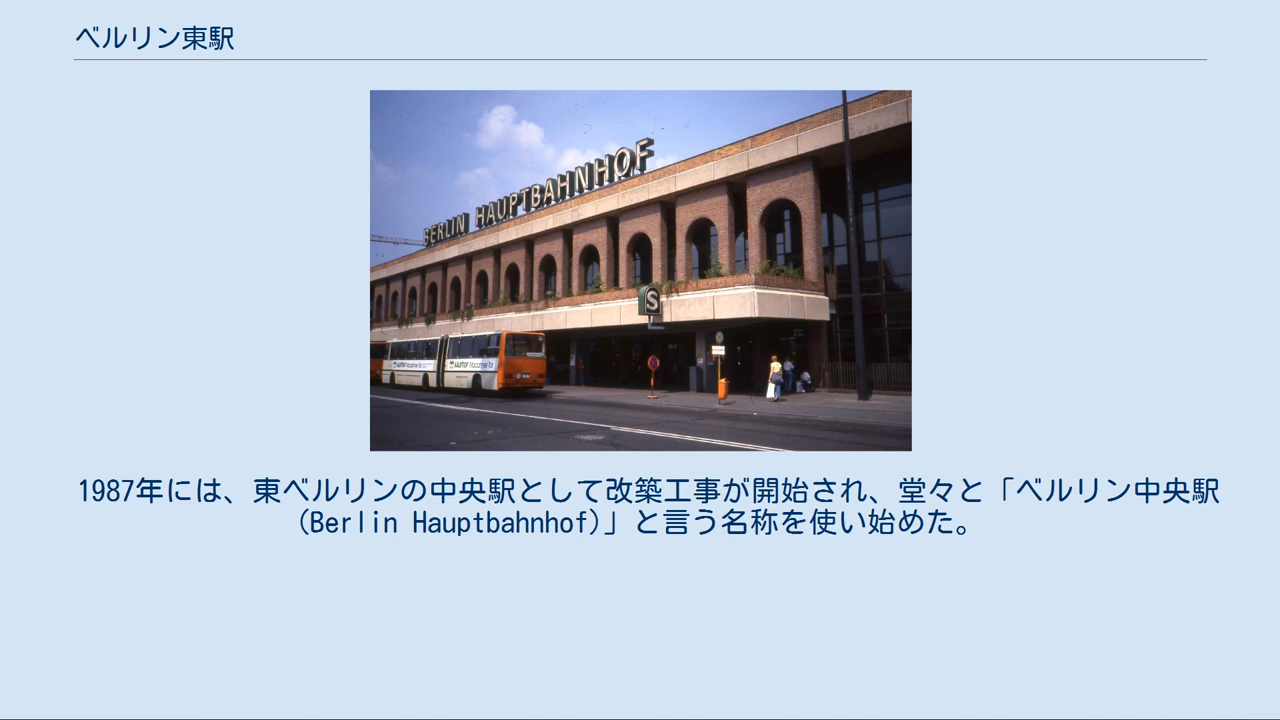 ベルリン東駅
BERLIN HAUPTBAHNHOF
S
1987年には、東ベルリンの中央駅として改築工事が開始され、堂々と「ベルリン中央駅
(Berlin Hauptbahnhof)」と言う名称を使い始めた。